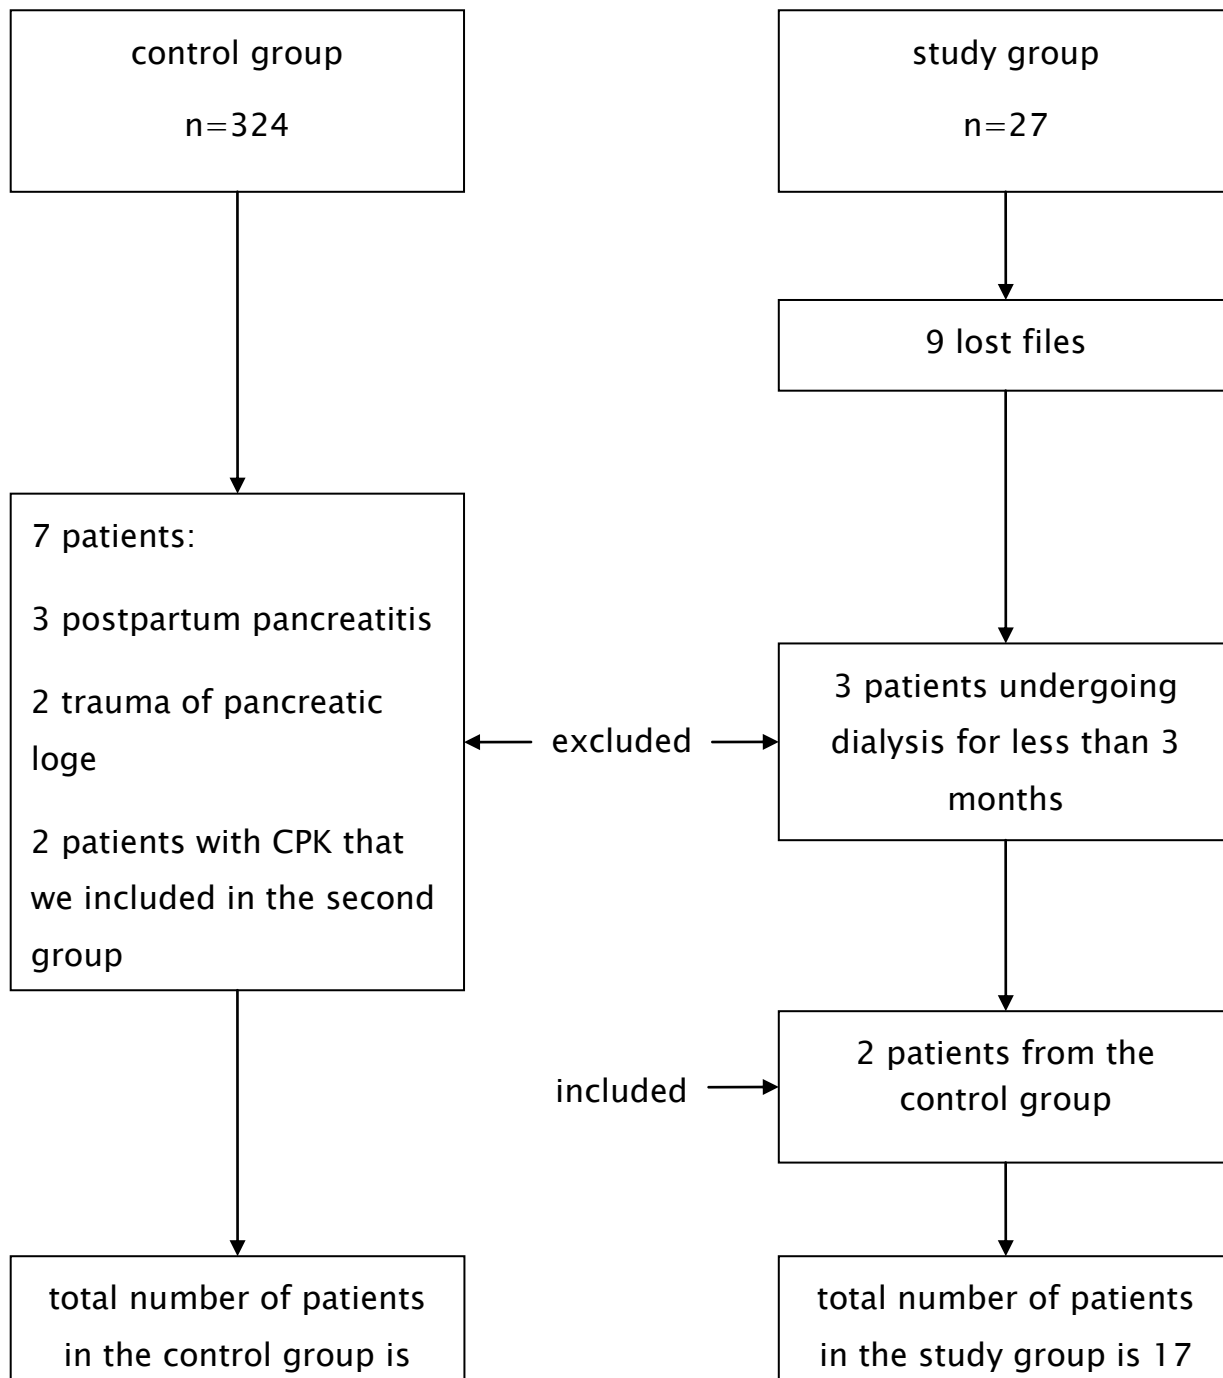 control group
n=324
study group
n=27
9 lost files
7 patients:
3 postpartum pancreatitis
2 trauma of pancreatic
loge
2 patients with CPK that
we included in the second
group
excluded
3 patients undergoing
dialysis for less than 3
months
included
2 patients from the
control group
total number of patients
in the control group is
total number of patients
in the study group is 17